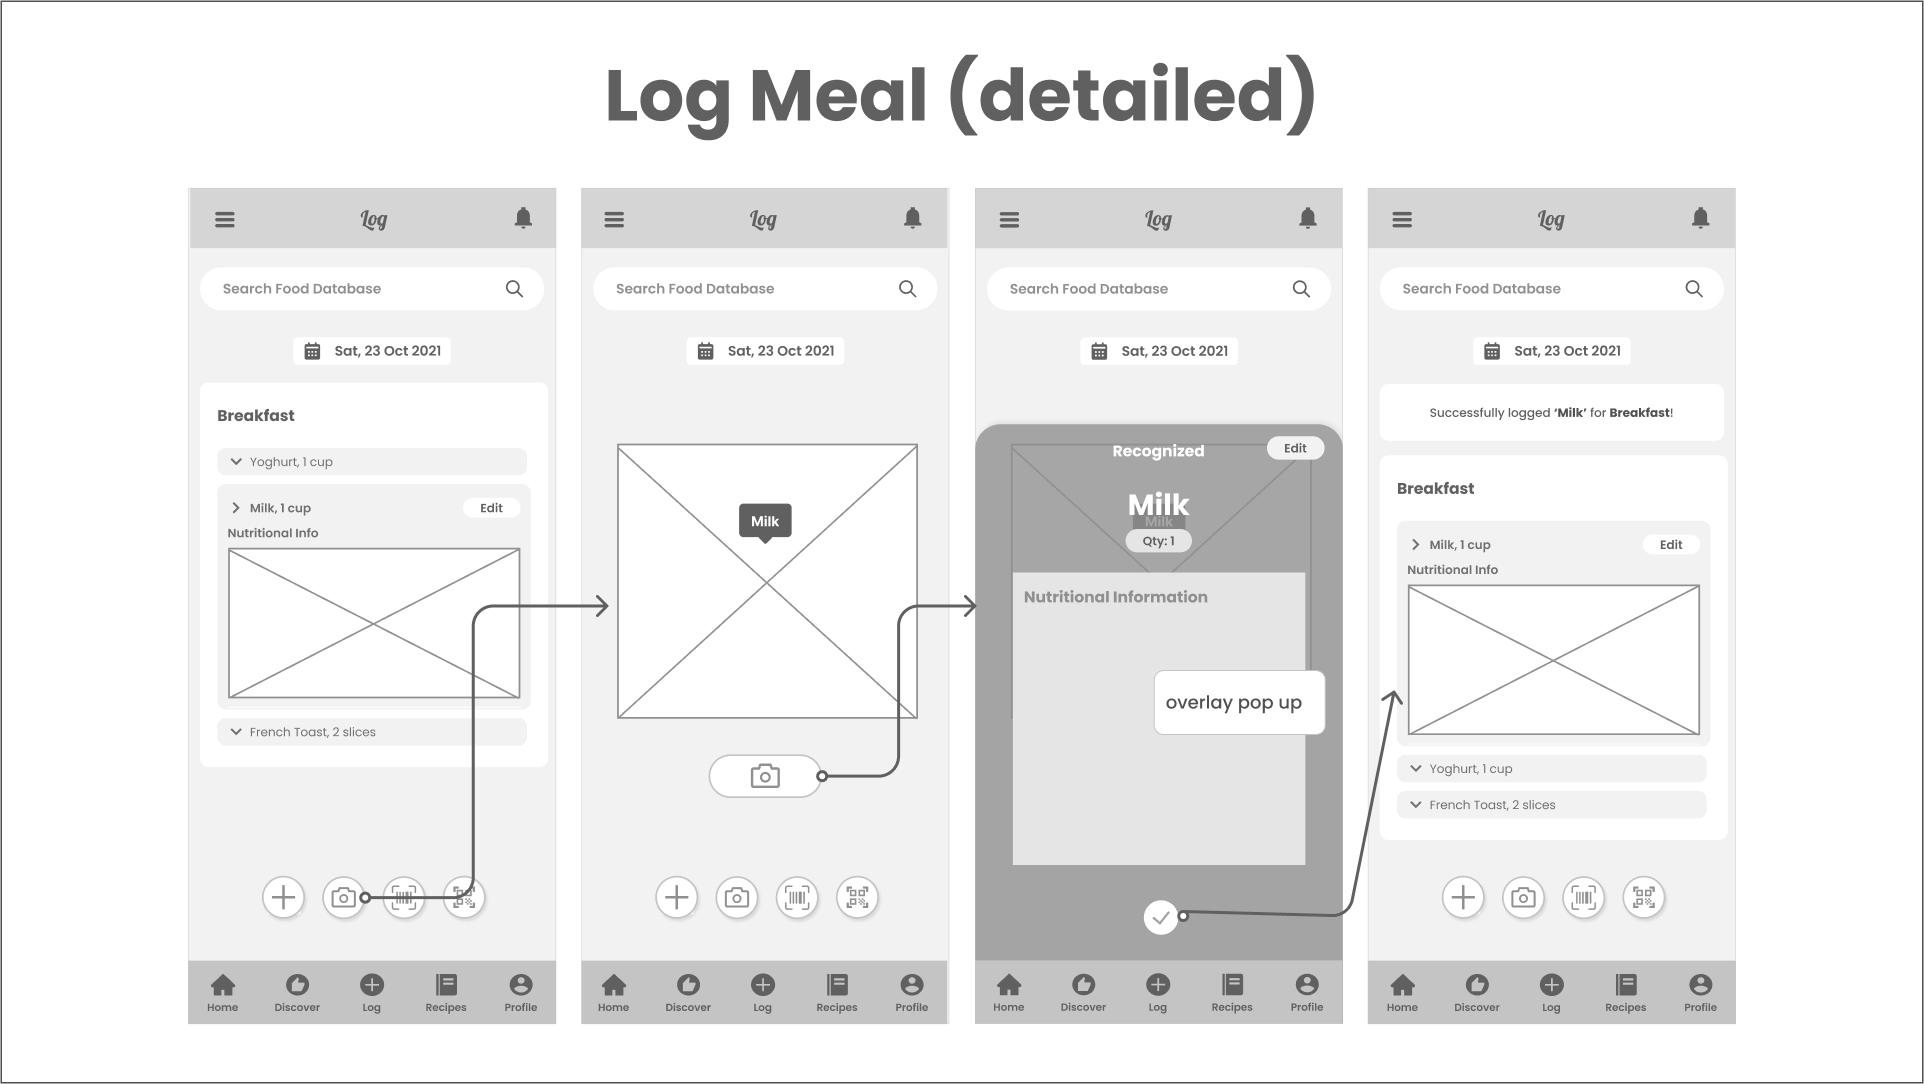 Log Meal (detailed)
Log
Search Food Database
Sat, 23 Oct 2021
Breakfast
Yoghurt, 1 cup
Milk, 1 cup
Edit
Nutritional Info
French Toast, 2 slices
Home
Discover
Log
Recipes
Profile
Log
Search Food Database
Sat, 23 Oct 2021
Milk
Home
Discover
Log
Recipes
Profile
Log
Search Food Database
Sat, 23 Oct 2021
Recognized
Edit
Milk
Milk
Qty: 1
Nutritional Information
overlay pop up
Home
Discover
Log
Recipes
Profile
Log
Search Food Database
Sat, 23 Oct 2021
Successfully logged ‘Milk’ for Breakfast!
Breakfast
Milk, 1 cup
Edit
Nutritional Info
Yoghurt, 1 cup
French Toast, 2 slices
Home
Discover
Log
Recipes
Profile